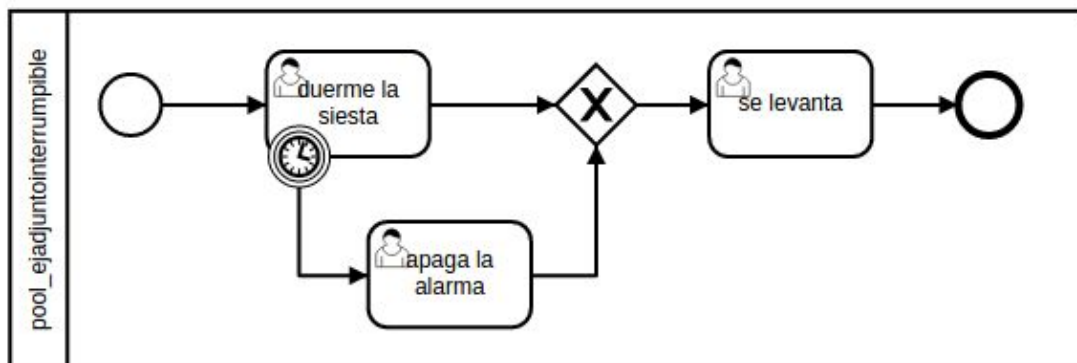 pool_ejadjuntointerrumpible
duerme la
siesta
se levanta
apaga la
alarma